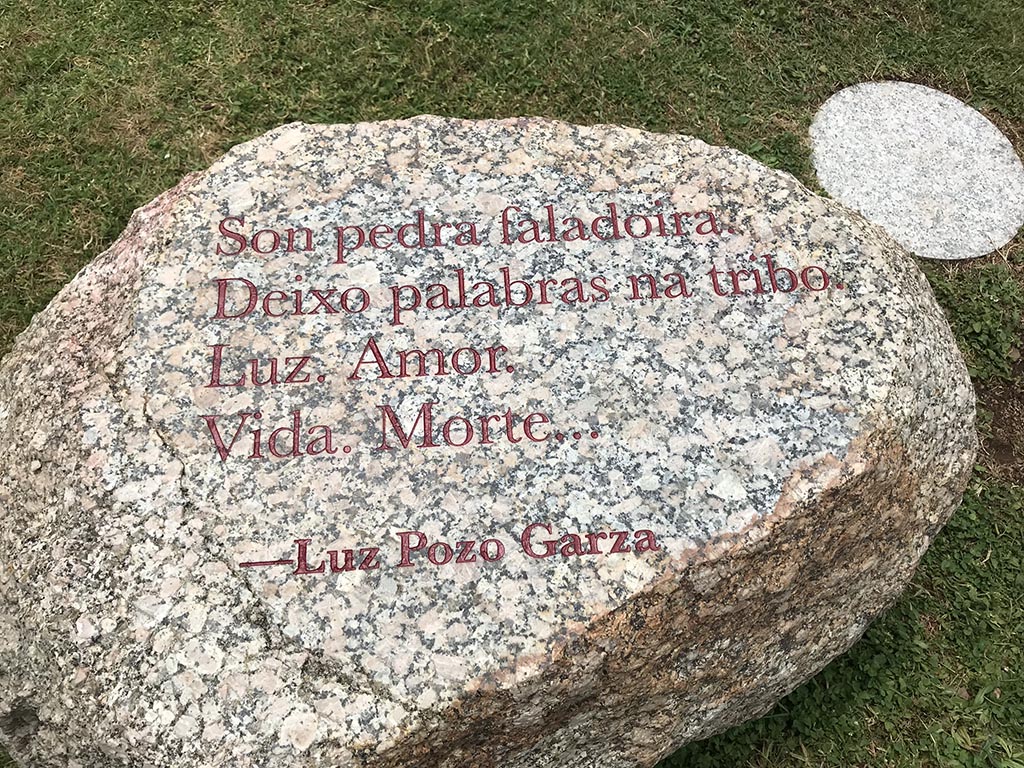 Son pedra faladoira.
Deixo palabras na tribo.
Luz. Amor.
Vida. Morte...
—Luz Pozo Garza